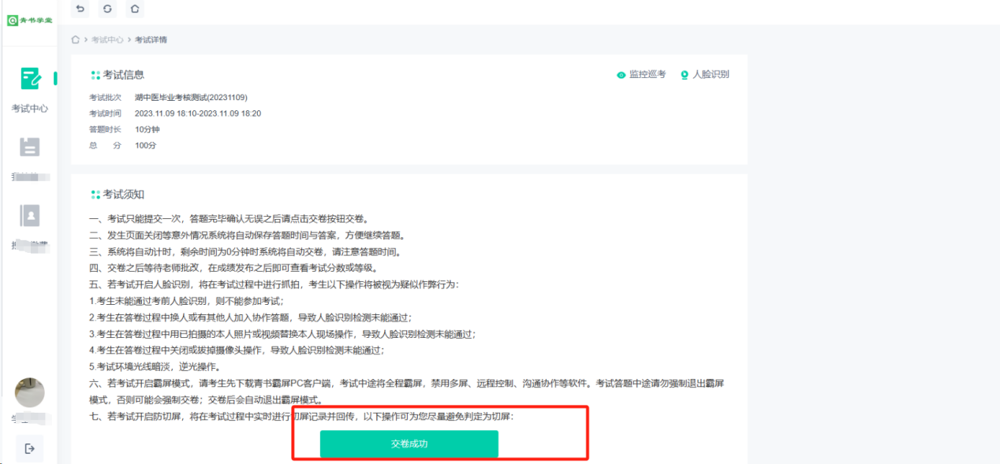 青书学堂
考试中心 > 考试详情
考试中心
考试信息
监控巡考
人脸识别
考试批次 湖中医毕业考核测试(20231109)
考试时间 2023.11.09 18:10-2023.11.09 18:20
答题时长 10分钟
总 分 100分
考试须知
一、考试只能提交一次，答题完毕确认无误之后请点击交卷按钮交卷。
二、发生页面关闭等意外情况系统将自动保存答题时间与答案，方便继续答题。
三、系统将自动计时，剩余时间为0分钟时系统将自动交卷，请注意答题时间。
四、交卷之后等待老师批改，在成绩发布之后即可查看考试分数或等级。
五、若考试开启人脸识别，将在考试过程中进行抓拍，考生以下操作将被视为疑似作弊行为：
1.考生未能通过考前人脸识别，则不能参加考试；
2.考生在答卷过程中换人或有其他人加入协作答题，导致人脸识别检测未能通过；
3.考生在答卷过程中用已拍摄的本人照片或视频替换本人现场操作，导致人脸识别检测未能通过；
4.考生在答卷过程中关闭或拔掉摄像头操作，导致人脸识别检测未能通过；
5.考试环境光线暗淡，逆光操作。
六、若考试开启霸屏模式，请考生先下载青书霸屏PC客户端，考试中途将全程霸屏，禁用多屏、远程控制、沟通协作等软件。考试答题中途请勿强制退出霸屏
模式，否则可能会强制交卷；交卷后会自动退出霸屏模式。
七、若考试开启防切屏，将在考试过程中实时进行切屏记录并回传，以下操作可为您尽量避免判定为切屏：
交卷成功